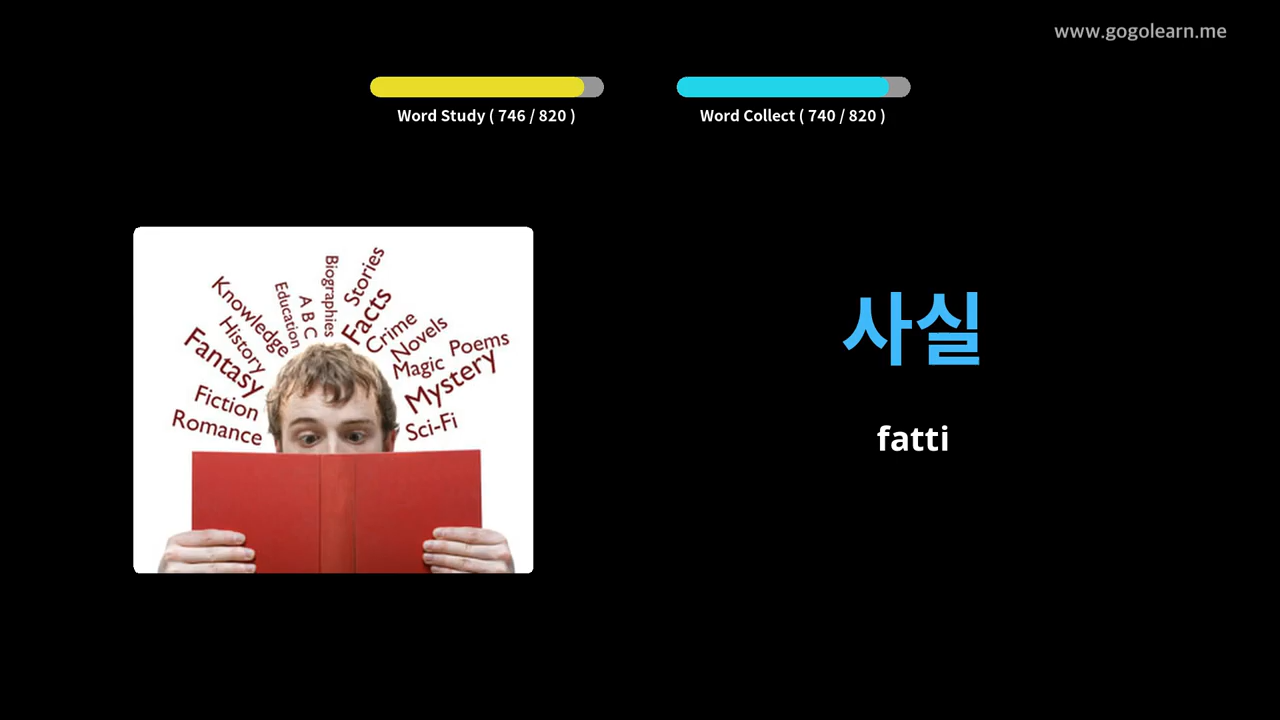 www.gogolearn.me
Word Study ( 746 / 820 )
Word Collect ( 740 / 820 )
Biographies
Stories
Education
A B C
Facts
Knowledge
Crime
History
Novels
Fantasy
Magic
Poems
Mystery
Fiction
Romance
Sci-Fi
사실
fatti